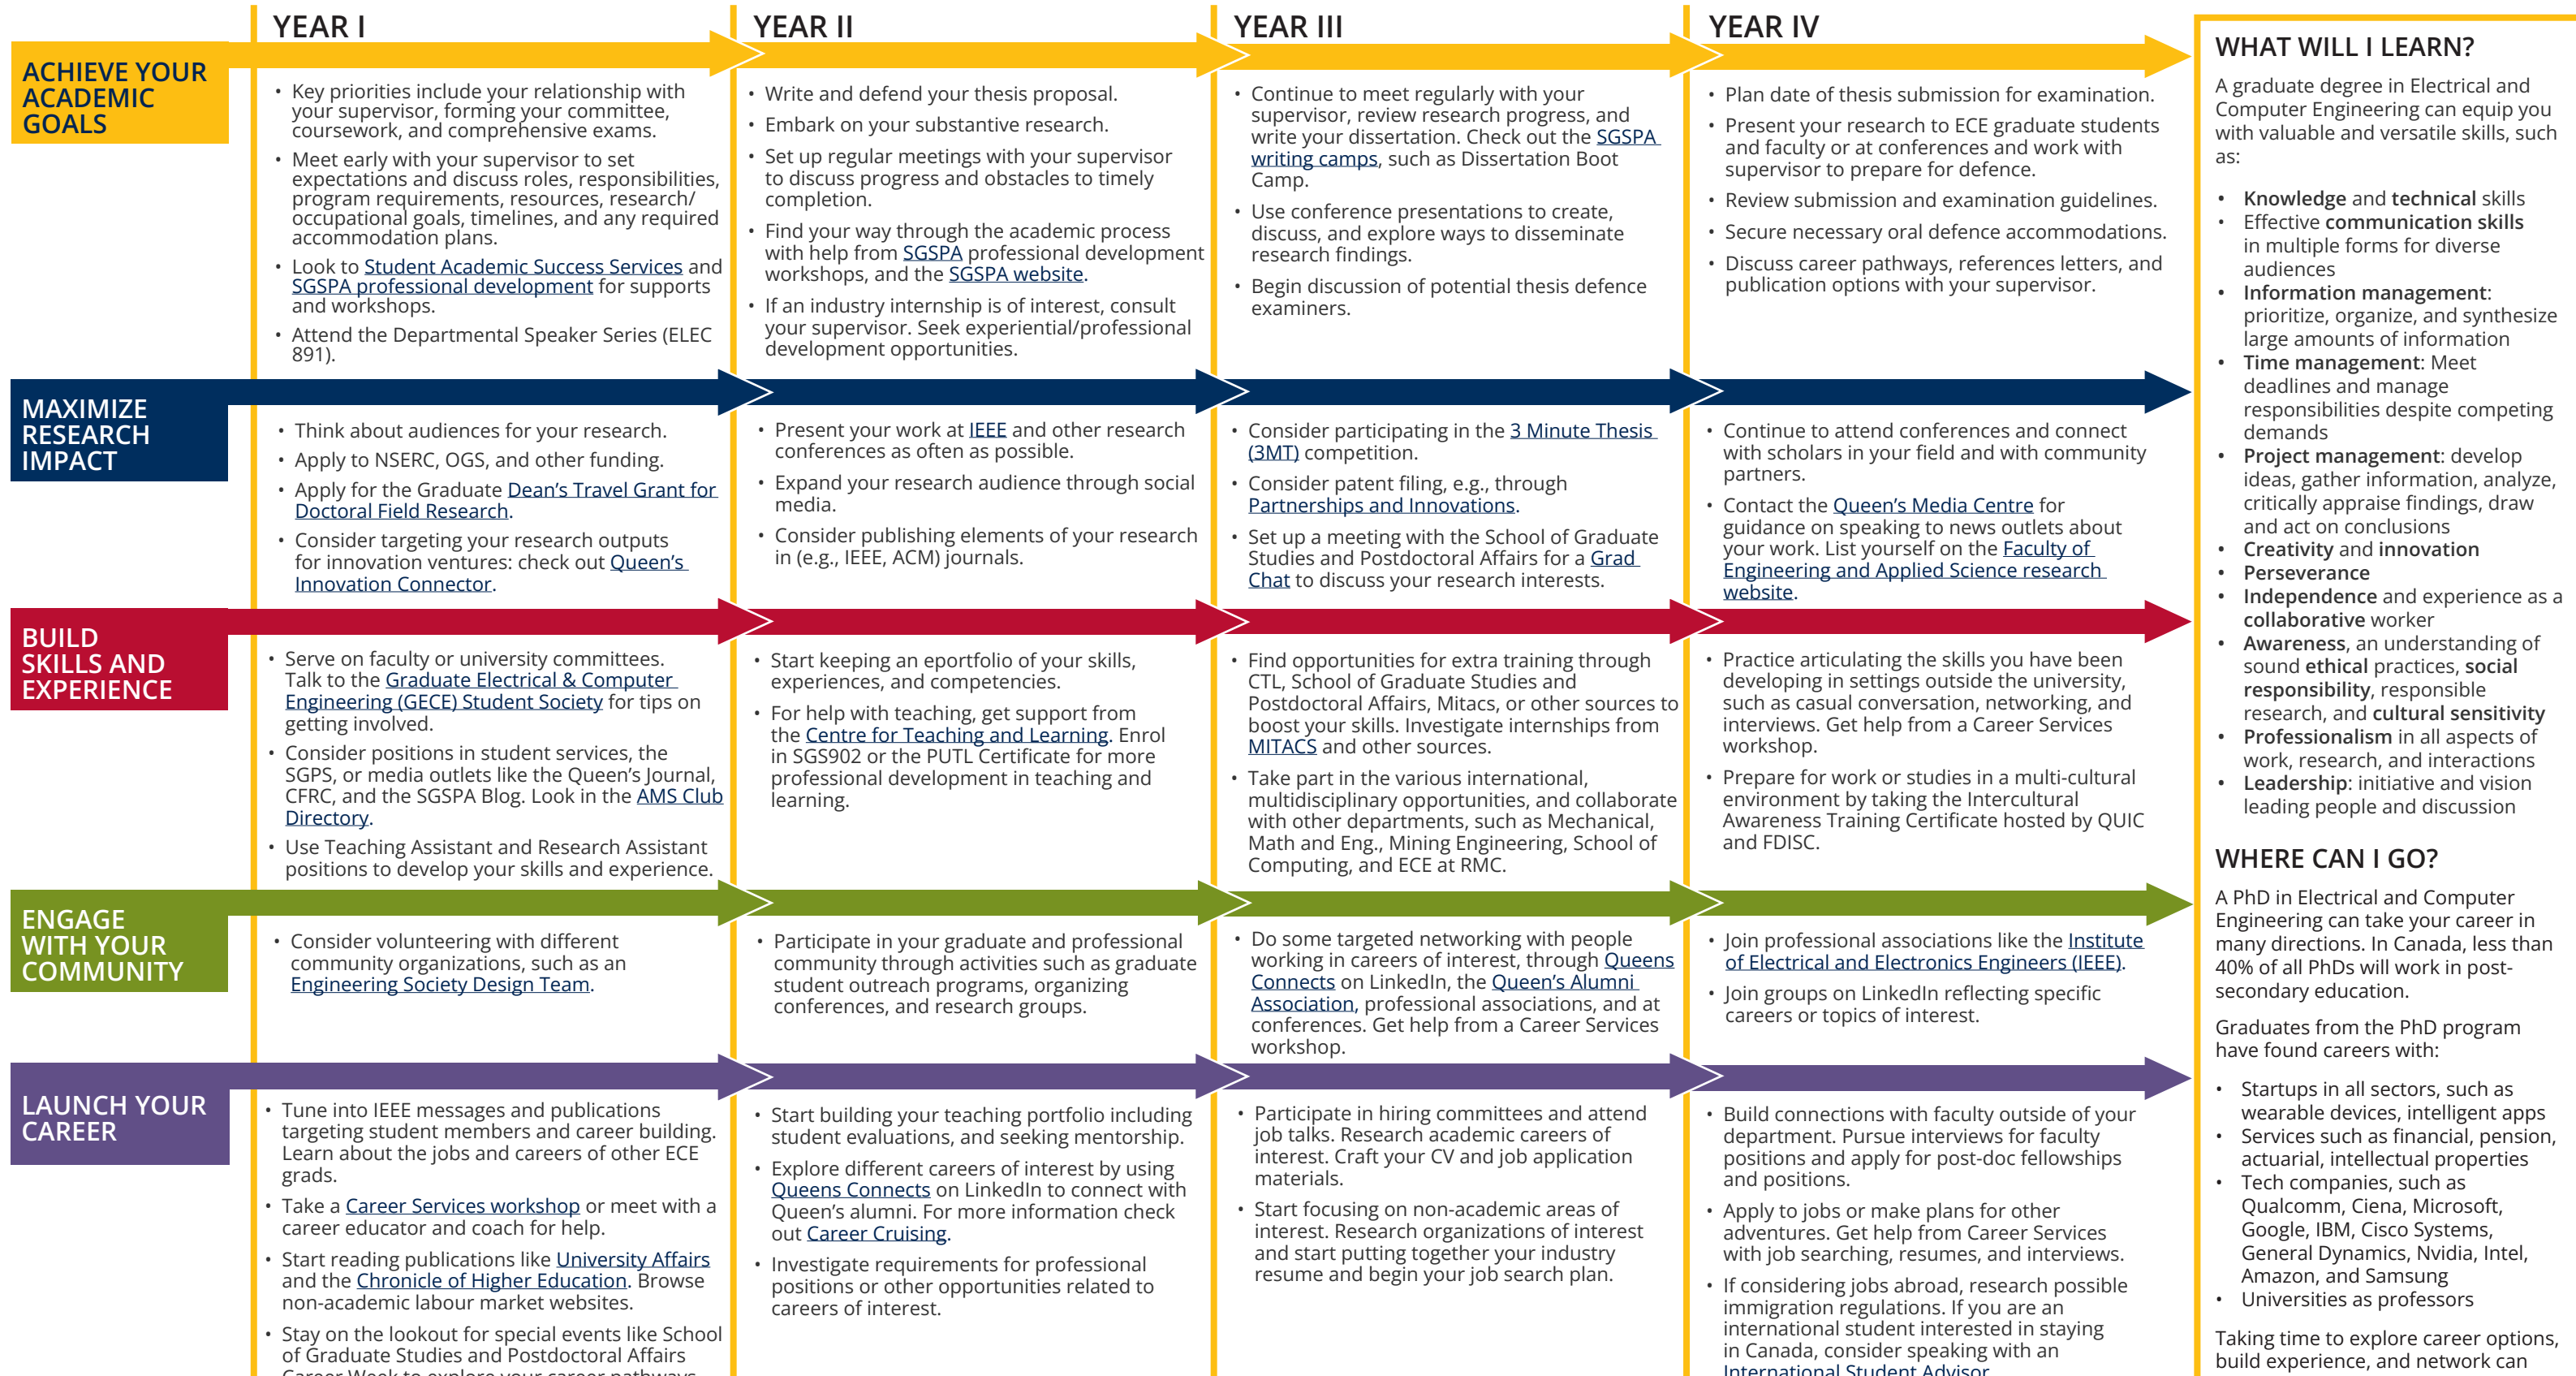 YEAR I
YEAR II
YEAR III
YEAR IV
ACHIEVE YOUR
ACADEMIC
GOALS
• Key priorities include your relationship with
your supervisor, forming your committee,
coursework, and comprehensive exams.
• Meet early with your supervisor to set
expectations and discuss roles, responsibilities,
program requirements, resources, research/
occupational goals, timelines, and any required
accommodation plans.
• Look to Student Academic Success Services and
SGSPA professional development for supports
and workshops.
• Attend the Departmental Speaker Series (ELEC
891).
• Write and defend your thesis proposal.
• Embark on your substantive research.
• Set up regular meetings with your supervisor
to discuss progress and obstacles to timely
completion.
• Find your way through the academic process
with help from SGSPA professional development
workshops, and the SGSPA website.
• If an industry internship is of interest, consult
your supervisor. Seek experiential/professional
development opportunities.
• Continue to meet regularly with your
supervisor, review research progress, and
write your dissertation. Check out the SGSPA
writing camps, such as Dissertation Boot
Camp.
• Use conference presentations to create,
discuss, and explore ways to disseminate
research findings.
• Begin discussion of potential thesis defence
examiners.
• Plan date of thesis submission for examination.
• Present your research to ECE graduate students
and faculty or at conferences and work with
supervisor to prepare for defence.
• Review submission and examination guidelines.
• Secure necessary oral defence accommodations.
• Discuss career pathways, references letters, and
publication options with your supervisor.
MAXIMIZE
RESEARCH
IMPACT
• Think about audiences for your research.
• Apply to NSERC, OGS, and other funding.
• Apply for the Graduate Dean's Travel Grant for
Doctoral Field Research.
• Consider targeting your research outputs
for innovation ventures: check out Queen's
Innovation Connector.
• Present your work at IEEE and other research
conferences as often as possible.
• Expand your research audience through social
media.
• Consider publishing elements of your research
in (e.g., IEEE, ACM) journals.
• Consider participating in the 3 Minute Thesis
(3MT) competition.
• Consider patent filing, e.g., through
Partnerships and Innovations.
• Set up a meeting with the School of Graduate
Studies and Postdoctoral Affairs for a Grad
Chat to discuss your research interests.
• Continue to attend conferences and connect
with scholars in your field and with community
partners.
• Contact the Queen's Media Centre for
guidance on speaking to news outlets about
your work. List yourself on the Faculty of
Engineering and Applied Science research
website.
BUILD
SKILLS AND
EXPERIENCE
• Serve on faculty or university committees.
Talk to the Graduate Electrical & Computer
Engineering (GECE) Student Society for tips on
getting involved.
• Consider positions in student services, the
SGPS, or media outlets like the Queen's Journal,
CFRC, and the SGSPA Blog. Look in the AMS Club
Directory.
• Use Teaching Assistant and Research Assistant
positions to develop your skills and experience.
• Start keeping an eportfolio of your skills,
experiences, and competencies.
• For help with teaching, get support from
the Centre for Teaching and Learning. Enrol
in SGS902 or the PUTL Certificate for more
professional development in teaching and
learning.
• Find opportunities for extra training through
CTL, School of Graduate Studies and
Postdoctoral Affairs, Mitacs, or other sources to
boost your skills. Investigate internships from
MITACS and other sources.
• Take part in the various international,
multidisciplinary opportunities, and collaborate
with other departments, such as Mechanical,
Math and Eng., Mining Engineering, School of
Computing, and ECE at RMC.
• Practice articulating the skills you have been
developing in settings outside the university,
such as casual conversation, networking, and
interviews. Get help from a Career Services
workshop.
• Prepare for work or studies in a multi-cultural
environment by taking the Intercultural
Awareness Training Certificate hosted by QUIC
and FDISC.
ENGAGE
WITH YOUR
COMMUNITY
• Consider volunteering with different
community organizations, such as an
Engineering Society Design Team.
• Participate in your graduate and professional
community through activities such as graduate
student outreach programs, organizing
conferences, and research groups.
• Do some targeted networking with people
working in careers of interest, through Queens
Connects on LinkedIn, the Queen's Alumni
Association, professional associations, and at
conferences. Get help from a Career Services
workshop.
• Join professional associations like the Institute
of Electrical and Electronics Engineers (IEEE).
• Join groups on LinkedIn reflecting specific
careers or topics of interest.
LAUNCH YOUR
CAREER
• Tune into IEEE messages and publications
targeting student members and career building.
Learn about the jobs and careers of other ECE
grads.
• Take a Career Services workshop or meet with a
career educator and coach for help.
• Start reading publications like University Affairs
and the Chronicle of Higher Education. Browse
non-academic labour market websites.
• Stay on the lookout for special events like School
of Graduate Studies and Postdoctoral Affairs
Career Week to explore your career pathways
• Start building your teaching portfolio including
student evaluations, and seeking mentorship.
• Explore different careers of interest by using
Queens Connects on LinkedIn to connect with
Queen's alumni. For more information check
out Career Cruising.
• Investigate requirements for professional
positions or other opportunities related to
careers of interest.
• Participate in hiring committees and attend
job talks. Research academic careers of
interest. Craft your CV and job application
materials.
• Start focusing on non-academic areas of
interest. Research organizations of interest
and start putting together your industry
resume and begin your job search plan.
• Build connections with faculty outside of your
department. Pursue interviews for faculty
positions and apply for post-doc fellowships
and positions.
• Apply to jobs or make plans for other
adventures. Get help from Career Services
with job searching, resumes, and interviews.
• If considering jobs abroad, research possible
immigration regulations. If you are an
international student interested in staying
in Canada, consider speaking with an
International Student Advisor
WHAT WILL I LEARN?
A graduate degree in Electrical and
Computer Engineering can equip you
with valuable and versatile skills, such
as:
• Knowledge and technical skills
• Effective communication skills
in multiple forms for diverse
audiences
• Information management:
prioritize, organize, and synthesize
large amounts of information
• Time management: Meet
deadlines and manage
responsibilities despite competing
demands
• Project management: develop
ideas, gather information, analyze,
critically appraise findings, draw
and act on conclusions
• Creativity and innovation
• Perseverance
• Independence and experience as a
collaborative worker
• Awareness, an understanding of
sound ethical practices, social
responsibility, responsible
research, and cultural sensitivity
• Professionalism in all aspects of
work, research, and interactions
• Leadership: initiative and vision
leading people and discussion
WHERE CAN I GO?
A PhD in Electrical and Computer
Engineering can take your career in
many directions. In Canada, less than
40% of all PhDs will work in post-
secondary education.
Graduates from the PhD program
have found careers with:
• Startups in all sectors, such as
wearable devices, intelligent apps
• Services such as financial, pension,
actuarial, intellectual properties
• Tech companies, such as
Qualcomm, Ciena, Microsoft,
Google, IBM, Cisco Systems,
General Dynamics, Nvidia, Intel,
Amazon, and Samsung
• Universities as professors
Taking time to explore career options,
build experience, and network can